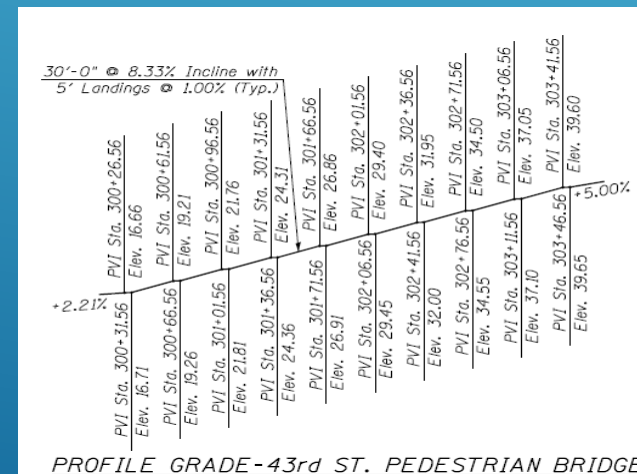 30'-0" @ 8.33% Incline with
5' Landings @ 1.00% (Typ.)
PVI Sta. 300+26.56
Elev. 16.66
PVI Sta. 300+61.56
Elev. 19.21
PVI Sta. 300+96.56
Elev. 21.76
PVI Sta. 301+31.56
Elev. 24.31
PVI Sta. 301+66.56
Elev. 26.86
PVI Sta. 302+01.56
Elev. 29.40
PVI Sta. 302+36.56
Elev. 31.95
PVI Sta. 302+71.56
Elev. 34.50
PVI Sta. 303+06.56
Elev. 37.05
PVI Sta. 303+41.56
Elev. 39.60
+2.21%
+5.00%
PVI Sta. 300+31.56
Elev. 16.71
PVI Sta. 300+66.56
Elev. 19.26
PVI Sta. 301+01.56
Elev. 21.81
PVI Sta. 301+36.56
Elev. 24.36
PVI Sta. 301+71.56
Elev. 26.91
PVI Sta. 302+06.56
Elev. 29.45
PVI Sta. 302+41.56
Elev. 32.00
PVI Sta. 302+76.56
Elev. 34.55
PVI Sta. 303+11.56
Elev. 37.10
PVI Sta. 303+46.56
Elev. 39.65
PROFILE GRADE-43rd ST. PEDESTRIAN BRIDGE